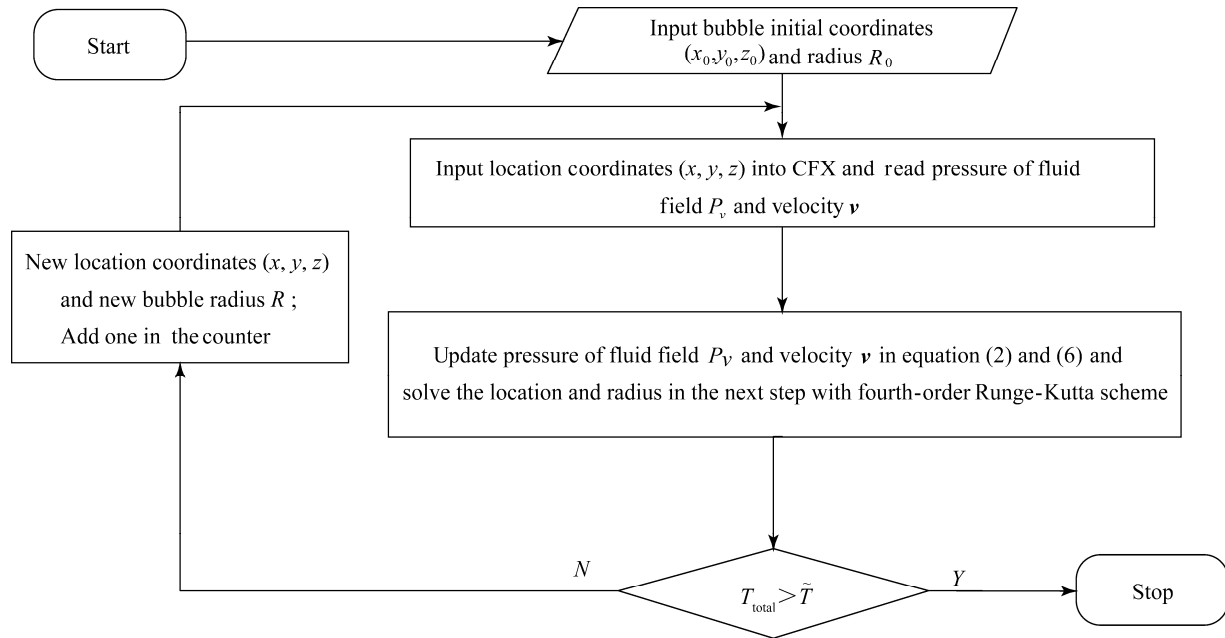 Start
Input bubble initial coordinates
(x₀,y₀,z₀) and radius R₀
Input location coordinates (x, y, z) into CFX and read pressure of fluid
field Pᵥ and velocity v
New location coordinates (x, y, z)
and new bubble radius R ;
Add one in the counter
Update pressure of fluid field Pᵥ and velocity v in equation (2) and (6) and
solve the location and radius in the next step with fourth-order Runge-Kutta scheme
N
T_total > T̃
Y
Stop